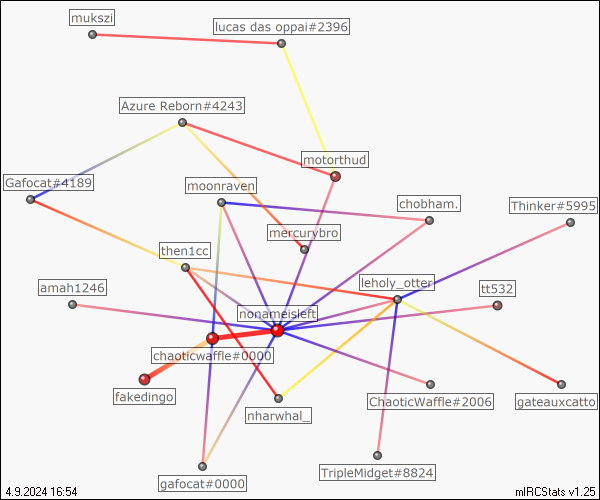 mukszi
lucas das oppai#2396
Azure Reborn#4243
motorthud
Gafocat#4189
moonraven
chobham.
Thinker#5995
mercurybro
then1cc
leholy_otter
amah1246
tt532
nonameisleft
chaoticwaffle#0000
fakedingo
ChaoticWaffle#2006
gateauxcatto
nharwhal_
TripleMidget#8824
gafocat#0000
4.9.2024 16:54
mIRCStats v1.25